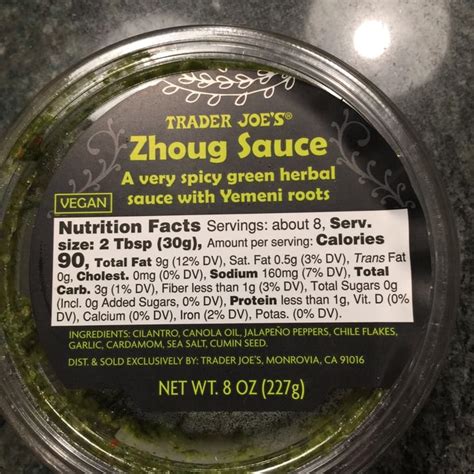 TRADER JOE'S®
Zhoug Sauce
A very spicy green herbal
sauce with Yemeni roots
VEGAN
Nutrition Facts Servings: about 8, Serv.
size: 2 Tbsp (30g), Amount per serving: Calories
90, Total Fat 9g (12% DV), Sat. Fat 0.5g (3% DV), Trans Fat
0g, Cholest. 0mg (0% DV), Sodium 160mg (7% DV), Total
Carb. 3g (1% DV), Fiber less than 1g (3% DV), Total Sugars 0g
(Incl. 0g Added Sugars, 0% DV), Protein less than 1g, Vit. D (0%
DV), Calcium (0% DV), Iron (2% DV), Potas. (0% DV).
INGREDIENTS: CILANTRO, CANOLA OIL, JALAPEÑO PEPPERS, CHILE FLAKES,
GARLIC, CARDAMOM, SEA SALT, CUMIN SEED.
DIST. & SOLD EXCLUSIVELY BY: TRADER JOE'S, MONROVIA, CA 91016
NET WT. 8 OZ (227g)